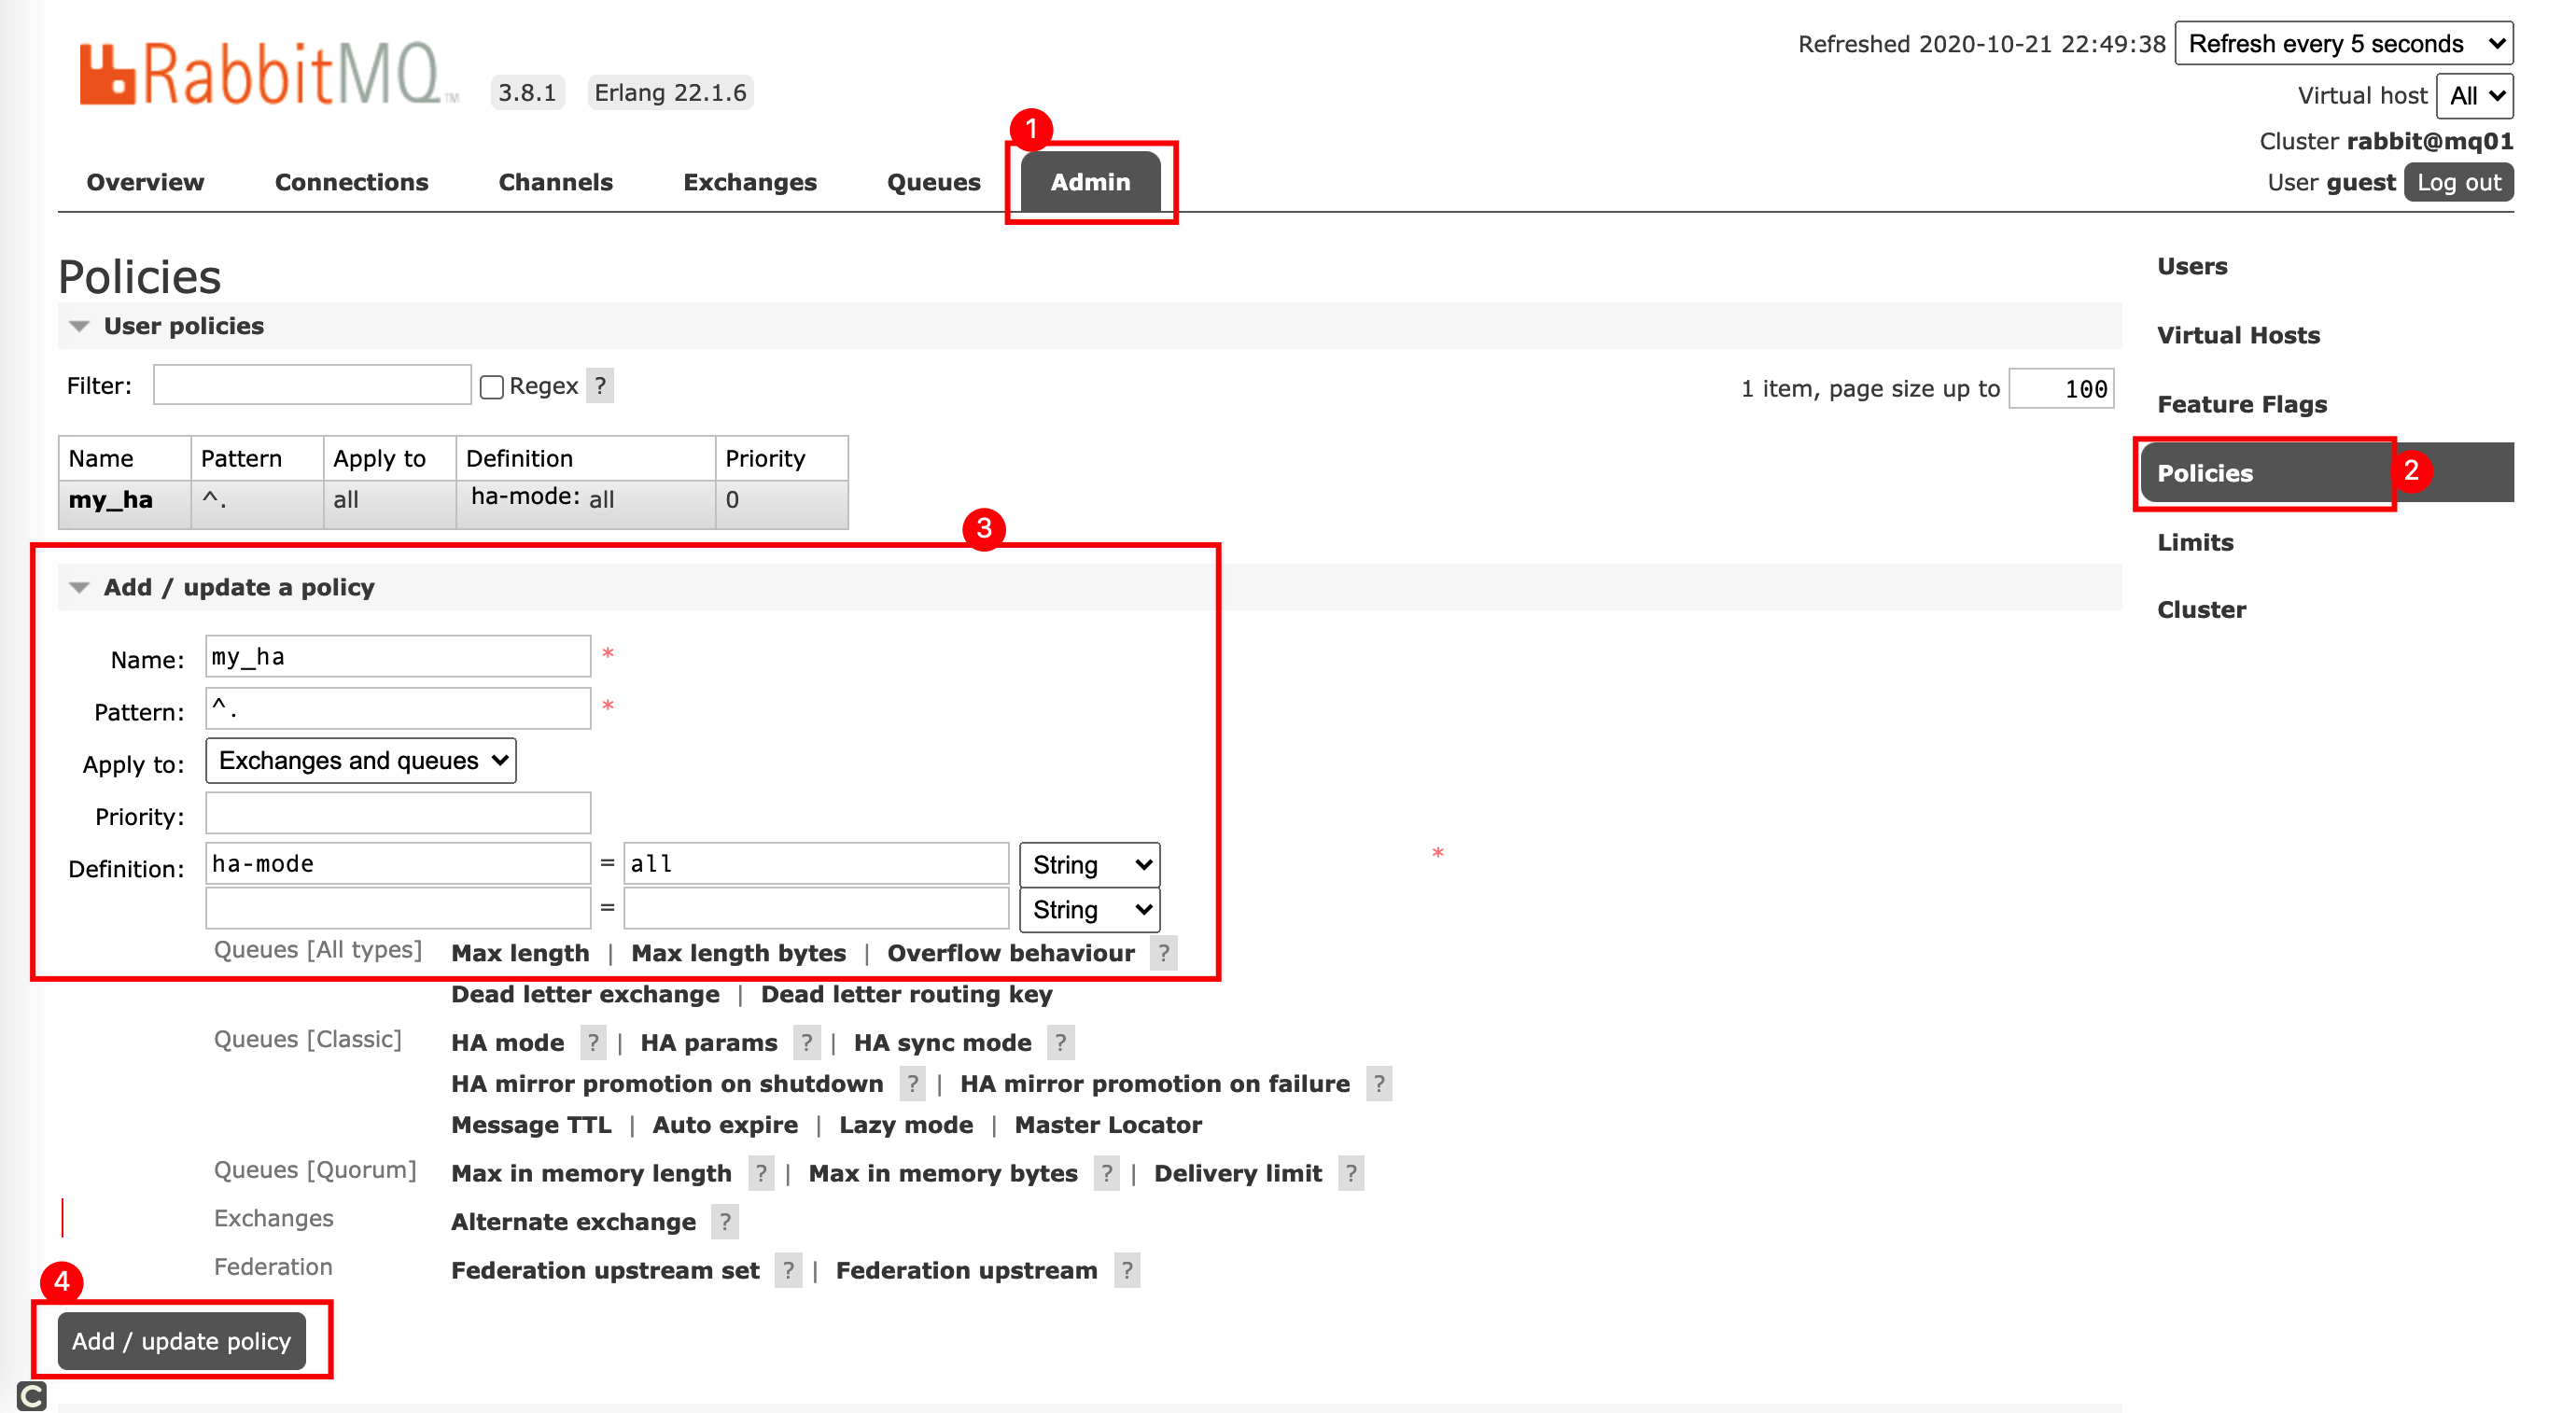 Refreshed 2020-10-21 22:49:38 Refresh every 5 seconds
RabbitMQ TM 3.8.1 Erlang 22.1.6
Virtual host All
Cluster rabbit@mq01
User guest Log out
1
Overview Connections Channels Exchanges Queues Admin
Policies
User policies
Filter: Regex ? 1 item, page size up to 100
Name Pattern Apply to Definition Priority
my_ha ^. all ha-mode: all 0
3
Add / update a policy
Name: my_ha *
Pattern: ^. *
Apply to: Exchanges and queues
Priority:
Definition: ha-mode = all String *
= String
Queues [All types] Max length | Max length bytes | Overflow behaviour ?
Dead letter exchange | Dead letter routing key
Queues [Classic] HA mode ? | HA params ? | HA sync mode ?
HA mirror promotion on shutdown ? | HA mirror promotion on failure ?
Message TTL | Auto expire | Lazy mode | Master Locator
Queues [Quorum] Max in memory length ? | Max in memory bytes ? | Delivery limit ?
Exchanges Alternate exchange ?
Federation Federation upstream set ? | Federation upstream ?
4
Add / update policy
C
Users
Virtual Hosts
Feature Flags
Policies 2
Limits
Cluster